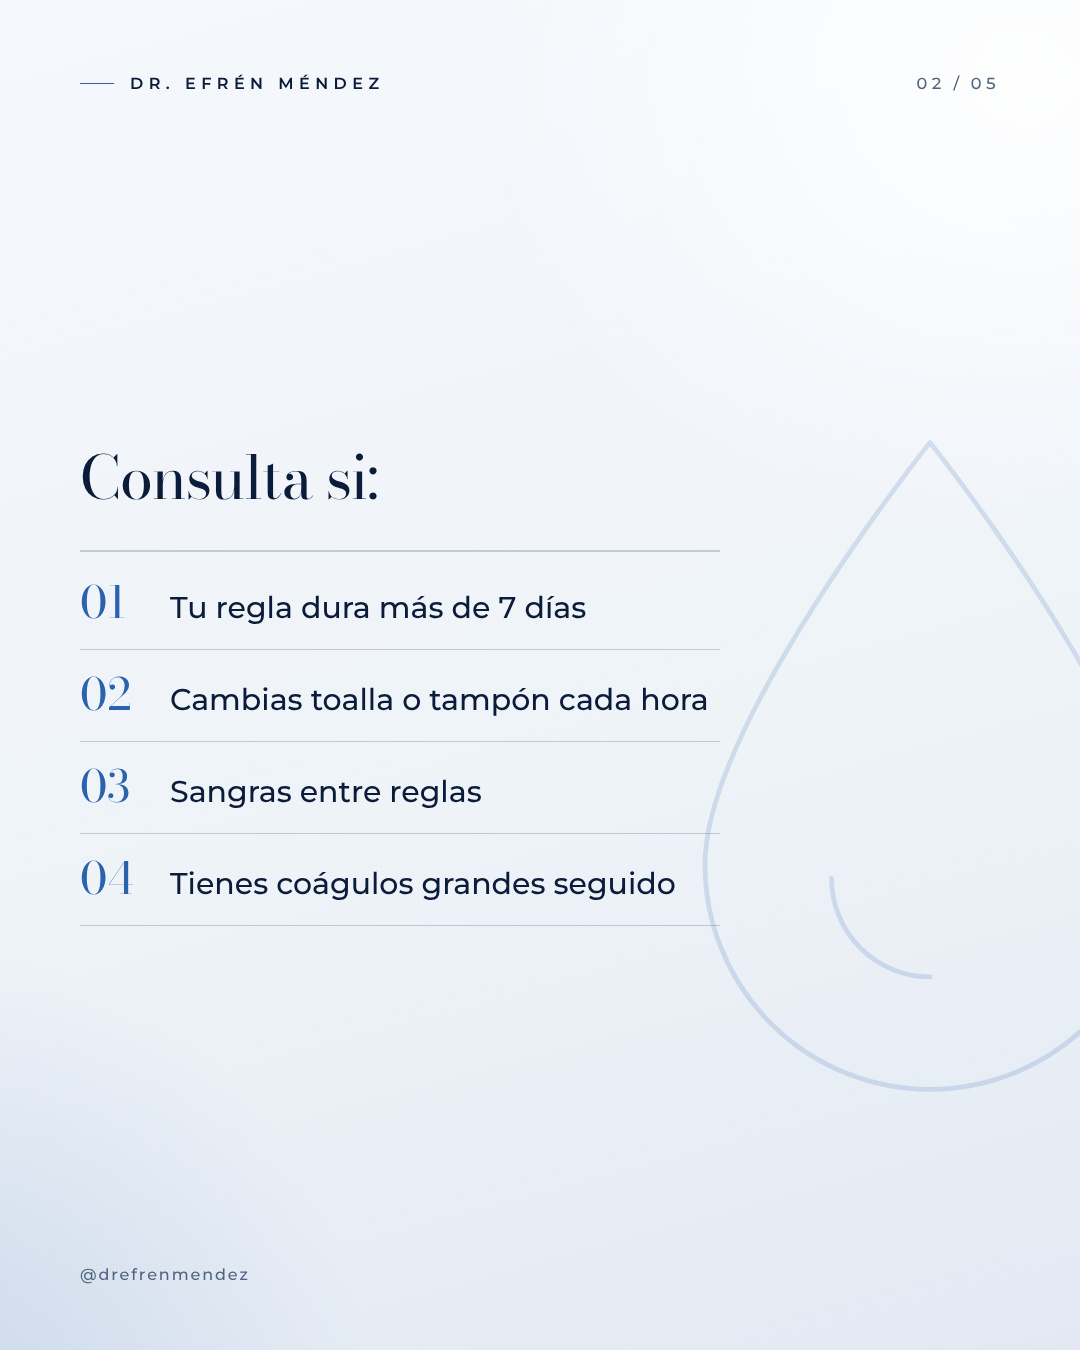 DR. EFRÉN MÉNDEZ
02 / 05
Consulta si:
01 Tu regla dura más de 7 días
02 Cambias toalla o tampón cada hora
03 Sangras entre reglas
04 Tienes coágulos grandes seguido
@drefrenmendez